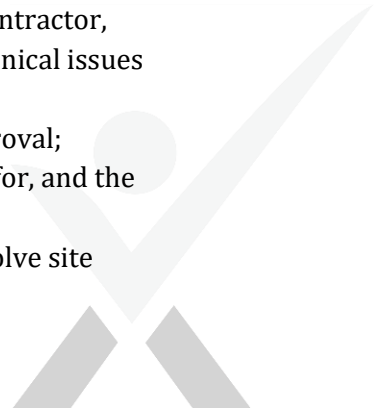 ntractor,
nical issues
roval;
for, and the
olve site